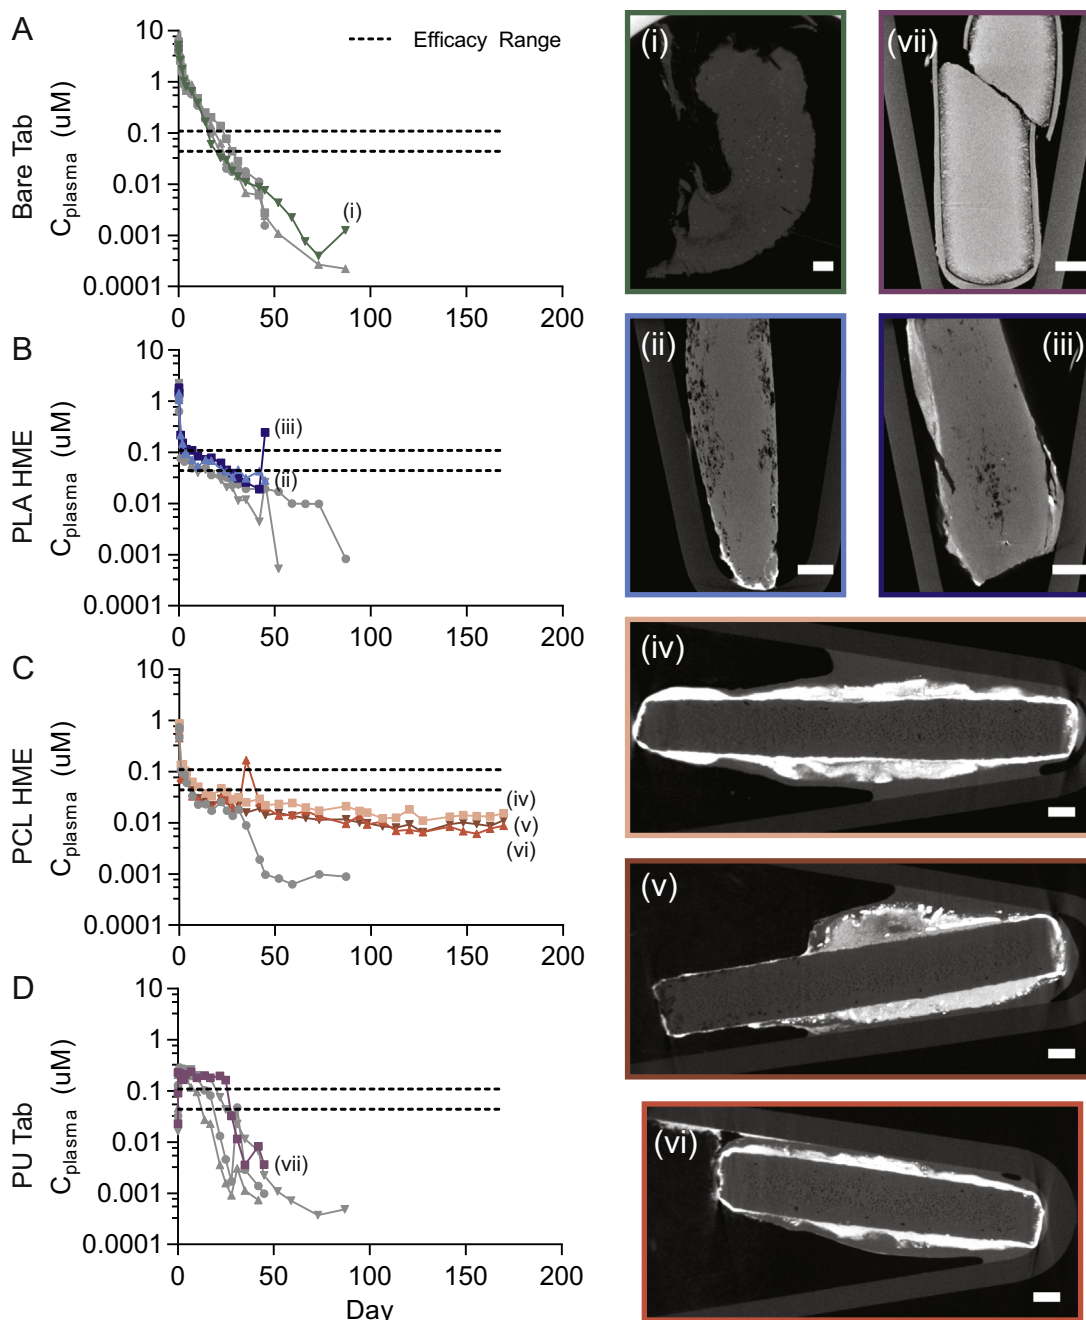 A
Bare Tab
C_plasma (uM)
10
1
0.1
0.01
0.001
0.0001
0 50 100 150 200
Efficacy Range
(i)
B
PLA HME
C_plasma (uM)
10
1
0.1
0.01
0.001
0.0001
0 50 100 150 200
(iii)
(ii)
C
PCL HME
C_plasma (uM)
10
1
0.1
0.01
0.001
0.0001
0 50 100 150 200
(iv)
(v)
(vi)
D
PU Tab
C_plasma (uM)
10
1
0.1
0.01
0.001
0.0001
0 50 100 150 200
(vii)
Day
(i)
(vii)
(ii)
(iii)
(iv)
(v)
(vi)